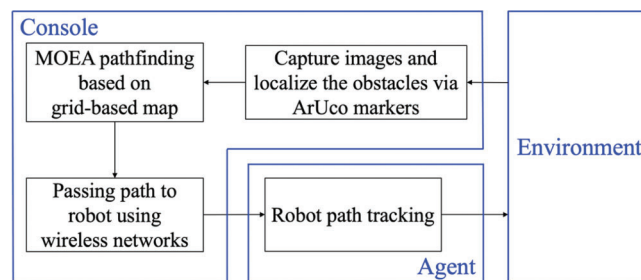 Console
MOEA pathfinding
based on
grid-based map
Capture images and
localize the obstacles via
ArUco markers
Environment
Passing path to
robot using
wireless networks
Robot path tracking
Agent